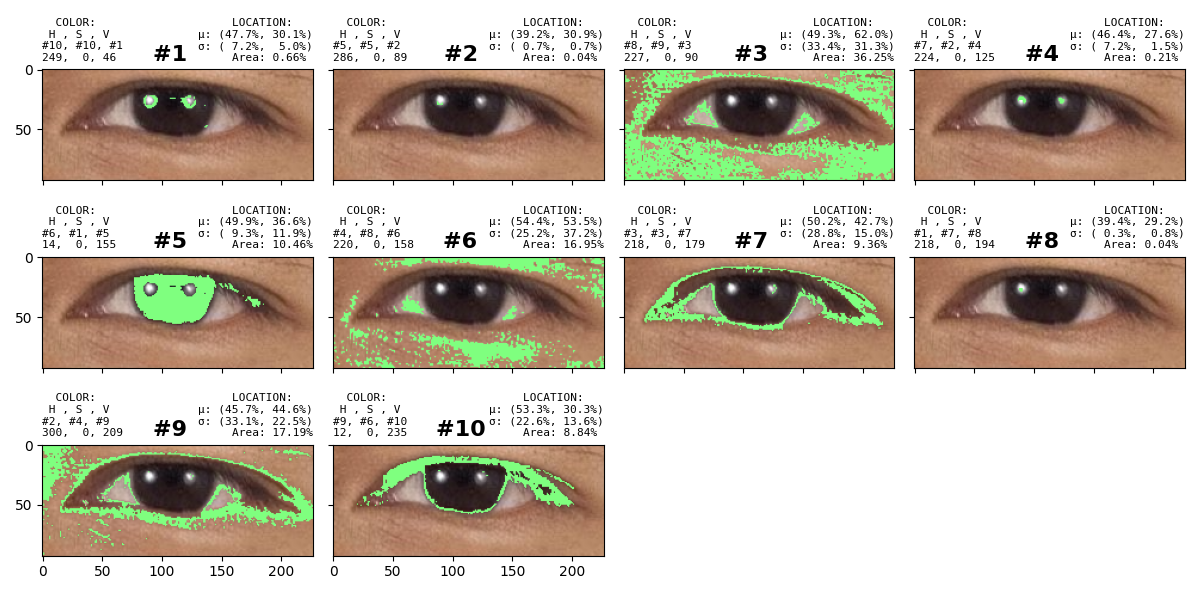 COLOR: LOCATION:
H , S , V μ: (47.7%, 30.1%)
#10, #10, #1 #1 σ: ( 7.2%, 5.0%)
249, 0, 46 Area: 0.66%
COLOR: LOCATION:
H , S , V μ: (39.2%, 30.9%)
#5, #5, #2 #2 σ: ( 0.7%, 0.7%)
286, 0, 89 Area: 0.04%
COLOR: LOCATION:
H , S , V μ: (49.3%, 62.0%)
#8, #9, #3 #3 σ: (33.4%, 31.3%)
227, 0, 90 Area: 36.25%
COLOR: LOCATION:
H , S , V μ: (46.4%, 27.6%)
#7, #2, #4 #4 σ: ( 7.2%, 1.5%)
224, 0, 125 Area: 0.21%
0
50
COLOR: LOCATION:
H , S , V μ: (49.9%, 36.6%)
#6, #1, #5 #5 σ: ( 9.3%, 11.9%)
14, 0, 155 Area: 10.46%
COLOR: LOCATION:
H , S , V μ: (54.4%, 53.5%)
#4, #8, #6 #6 σ: (25.2%, 37.2%)
220, 0, 158 Area: 16.95%
COLOR: LOCATION:
H , S , V μ: (50.2%, 42.7%)
#3, #3, #7 #7 σ: (28.8%, 15.0%)
218, 0, 179 Area: 9.36%
COLOR: LOCATION:
H , S , V μ: (39.4%, 29.2%)
#1, #7, #8 #8 σ: ( 0.3%, 0.8%)
218, 0, 194 Area: 0.04%
0
50
COLOR: LOCATION:
H , S , V μ: (45.7%, 44.6%)
#2, #4, #9 #9 σ: (33.1%, 22.5%)
300, 0, 209 Area: 17.19%
COLOR: LOCATION:
H , S , V μ: (53.3%, 30.3%)
#9, #6, #10 #10 σ: (22.6%, 13.6%)
12, 0, 235 Area: 8.84%
0
50
0 50 100 150 200
0 50 100 150 200